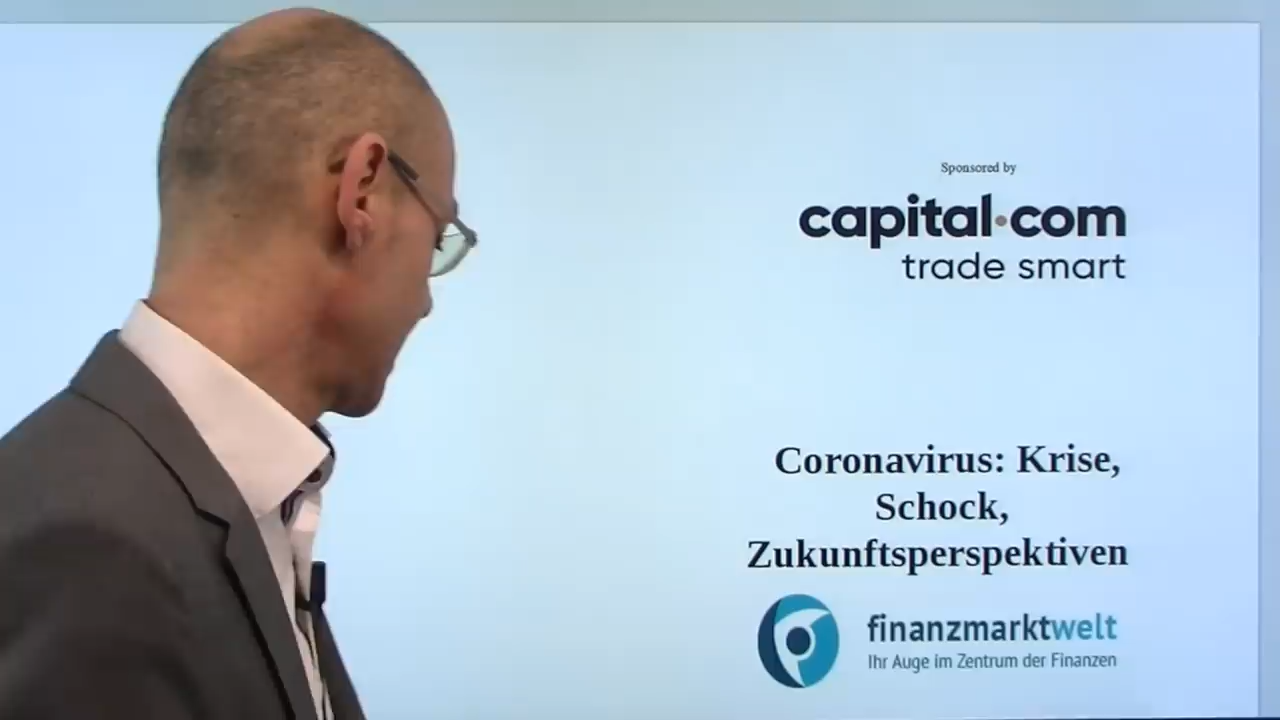 Sponsored by
capital.com
trade smart
Coronavirus: Krise,
Schock,
Zukunftsperspektiven
finanzmarktwelt
Ihr Auge im Zentrum der Finanzen